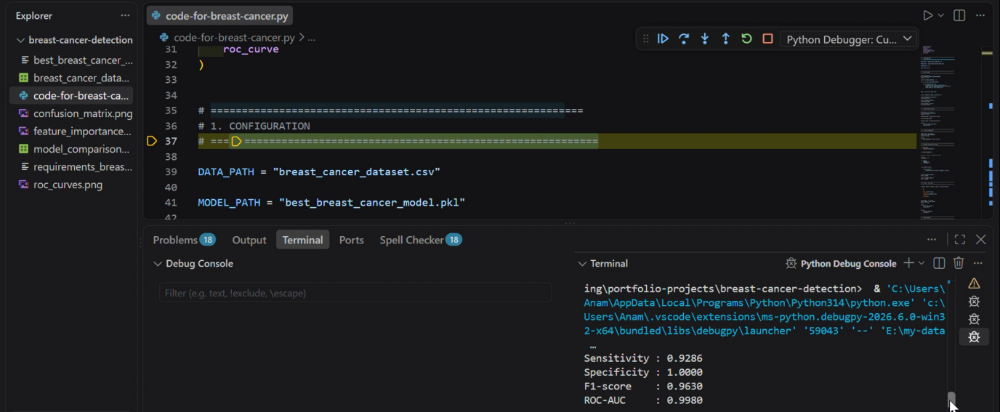 Explorer ...
breast-cancer-detection
best_breast_cancer_...
breast_cancer_data...
code-for-breast-ca...
confusion_matrix.png
feature_importance...
model_comparison...
requirements_breas...
roc_curves.png
code-for-breast-cancer.py
code-for-breast-cancer.py > ...
Python Debugger: Cu...
31 roc_curve
32 )
33
34
35 # =============================================================
36 # 1. CONFIGURATION
37 # =============================================================
38
39 DATA_PATH = "breast_cancer_dataset.csv"
40
41 MODEL_PATH = "best_breast_cancer_model.pkl"
42
Problems 18 Output Terminal Ports Spell Checker 18
Debug Console
Filter (e.g. text, !exclude, \escape)
Terminal Python Debug Console
ing\portfolio-projects\breast-cancer-detection> & 'C:\Users\
Anam\AppData\Local\Programs\Python\Python314\python.exe' 'c:\
Users\Anam\.vscode\extensions\ms-python.debugpy-2026.6.0-win3
2-x64\bundled\libs\debugpy\launcher' '59043' '--' 'E:\my-data
…
Sensitivity : 0.9286
Specificity : 1.0000
F1-score : 0.9630
ROC-AUC : 0.9980